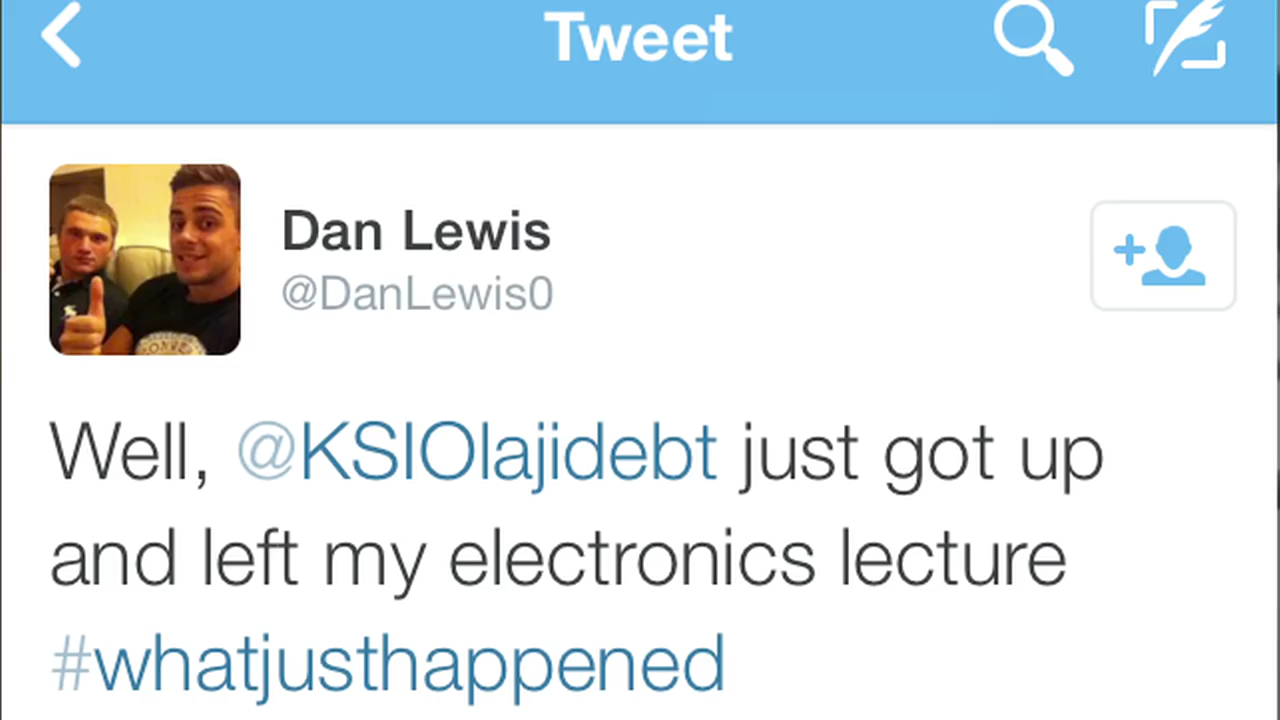 Tweet
Dan Lewis
@DanLewis0
Well, @KSIOlajidebt just got up
and left my electronics lecture
#whatjusthappened